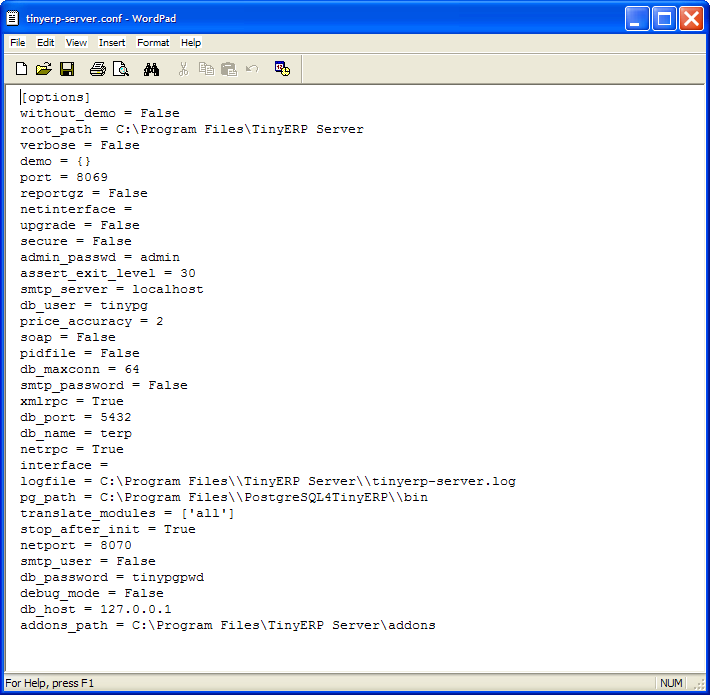 tinyerp-server.conf - WordPad
File Edit View Insert Format Help
[options]
without_demo = False
root_path = C:\Program Files\TinyERP Server
verbose = False
demo = {}
port = 8069
reportgz = False
netinterface =
upgrade = False
secure = False
admin_passwd = admin
assert_exit_level = 30
smtp_server = localhost
db_user = tinypg
price_accuracy = 2
soap = False
pidfile = False
db_maxconn = 64
smtp_password = False
xmlrpc = True
db_port = 5432
db_name = terp
netrpc = True
interface =
logfile = C:\Program Files\\TinyERP Server\\tinyerp-server.log
pg_path = C:\Program Files\\PostgreSQL4TinyERP\\bin
translate_modules = ['all']
stop_after_init = True
netport = 8070
smtp_user = False
db_password = tinypgpwd
debug_mode = False
db_host = 127.0.0.1
addons_path = C:\Program Files\TinyERP Server\addons
For Help, press F1 NUM